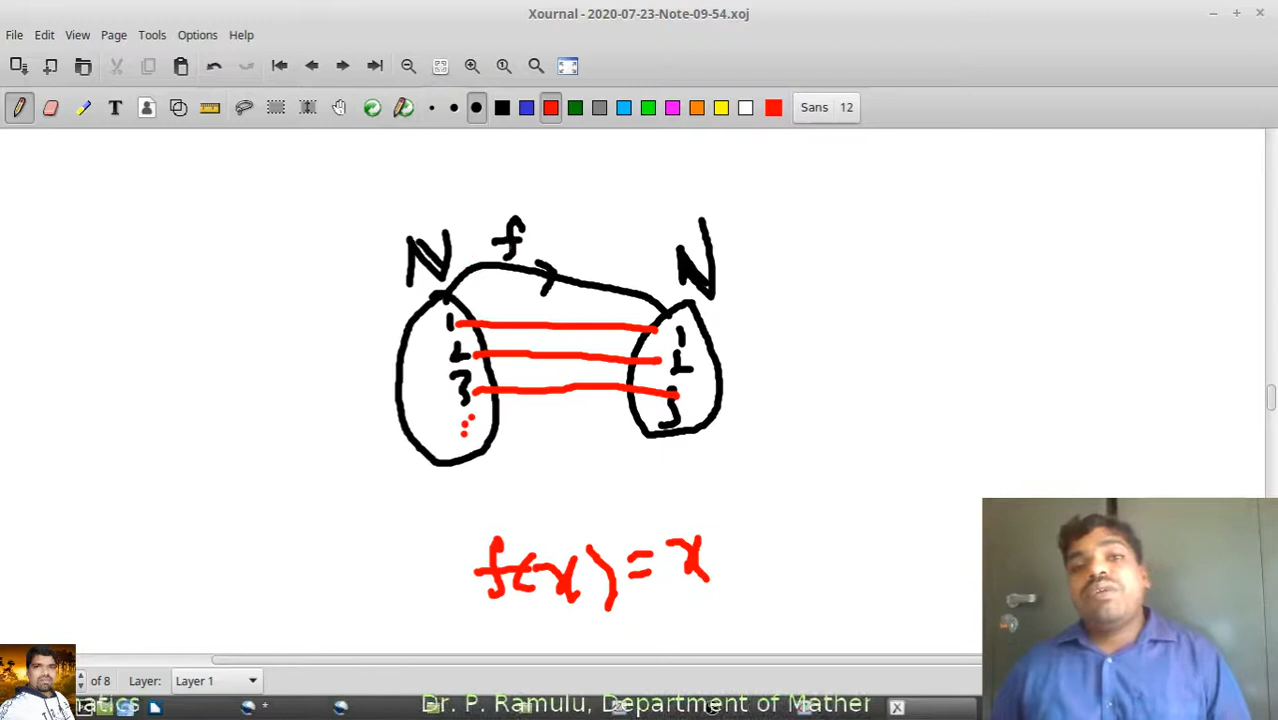 Xournal - 2020-07-23-Note-09-54.xoj
File Edit View Page Tools Options Help
Sans 12
N f N
1 1
2 2
3 3
f(x) = x
of 8 Layer: Layer 1
matics Dr. P. Ramulu, Department of Mather